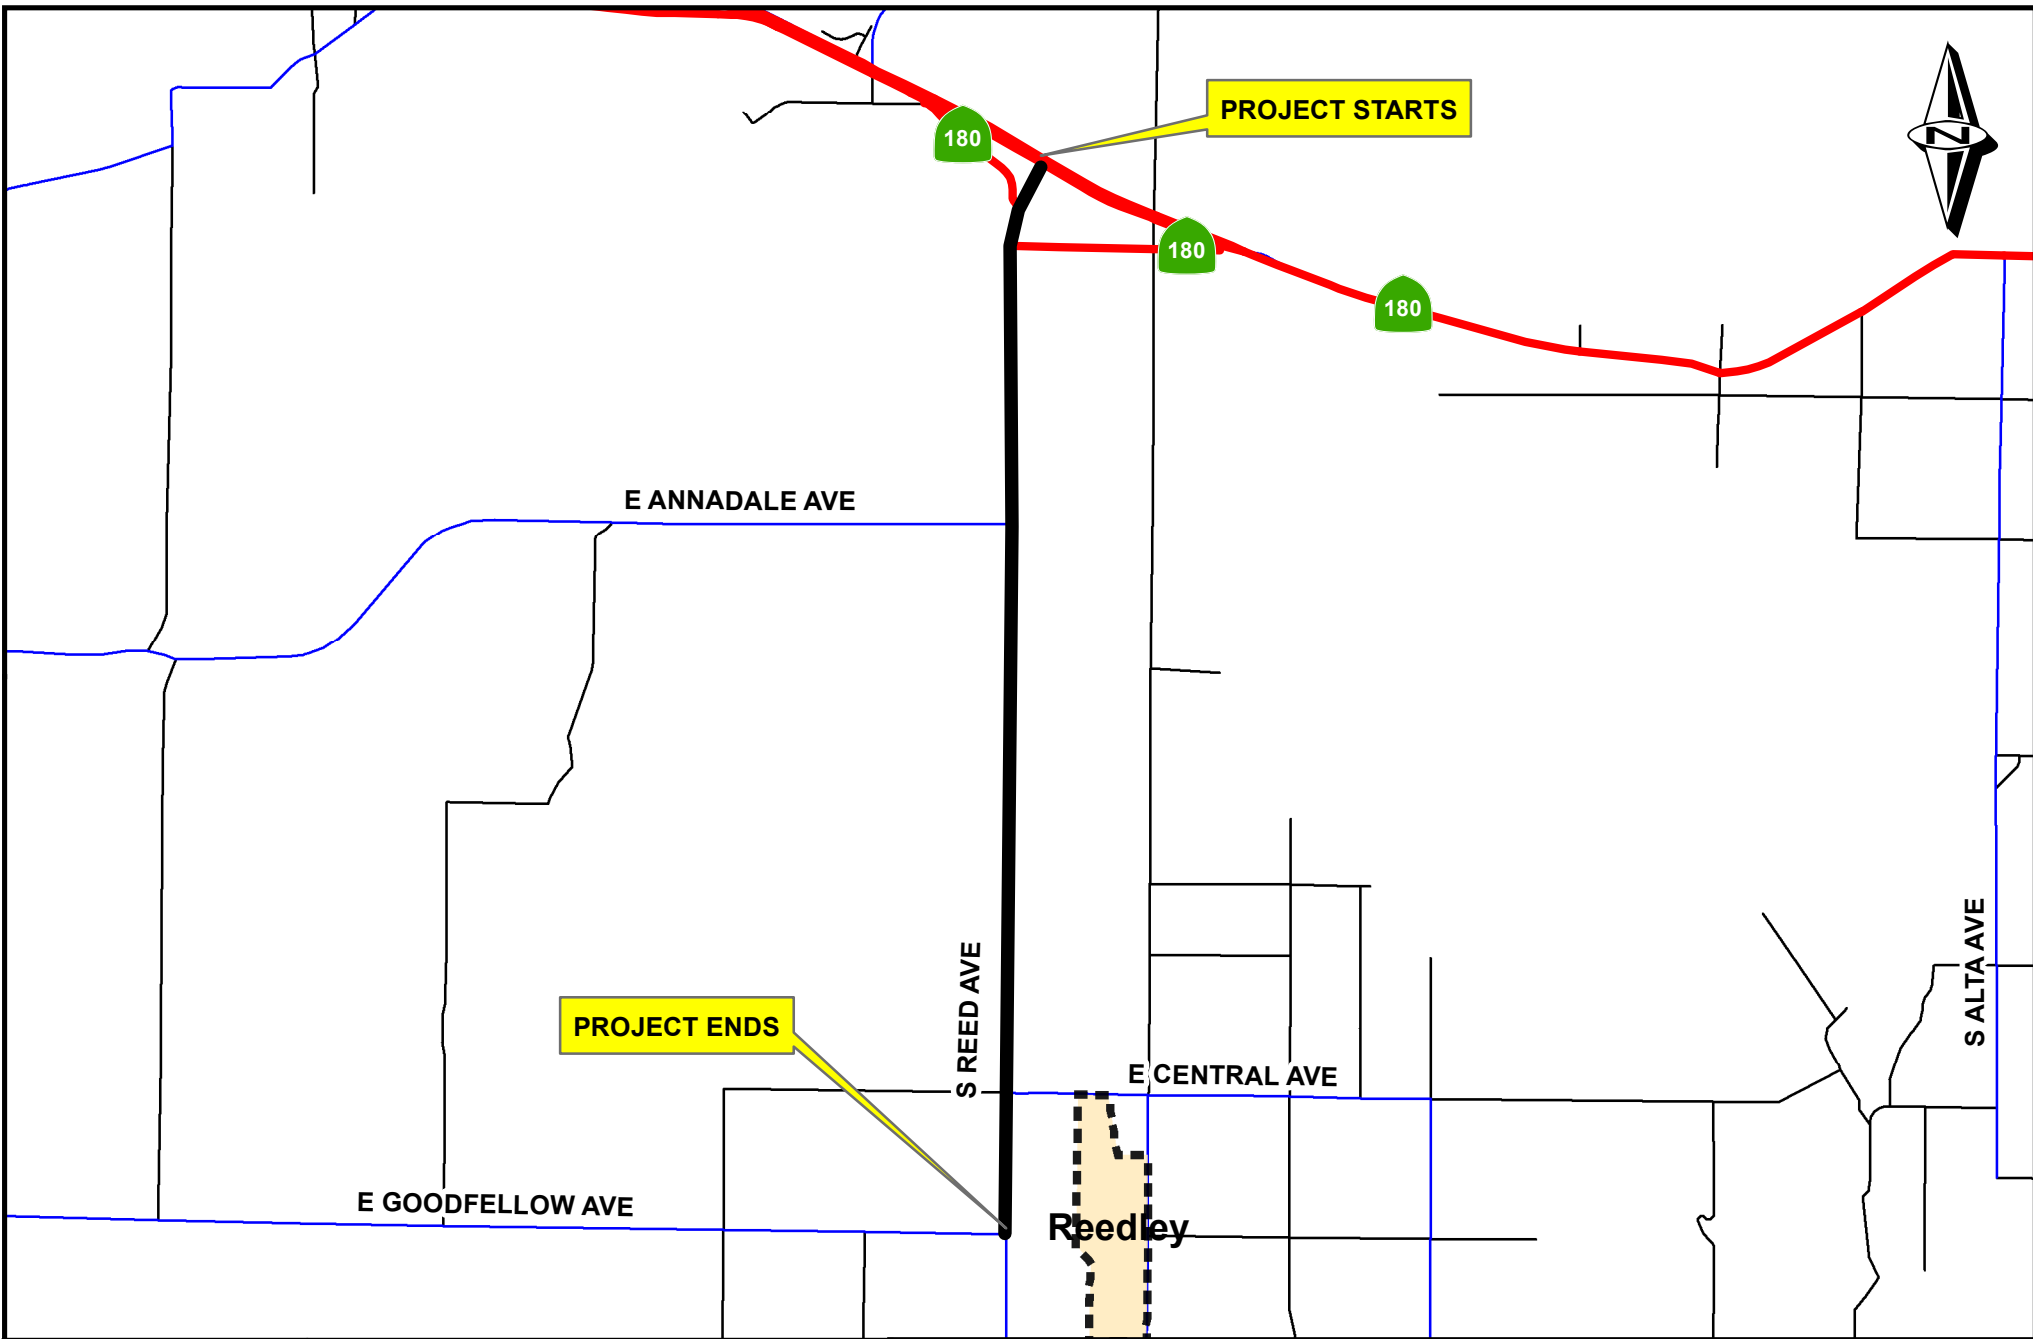 PROJECT STARTS
180
N
180
180
E ANNADALE AVE
S REED AVE
S ALTA AVE
PROJECT ENDS
E CENTRAL AVE
E GOODFELLOW AVE
Reedley